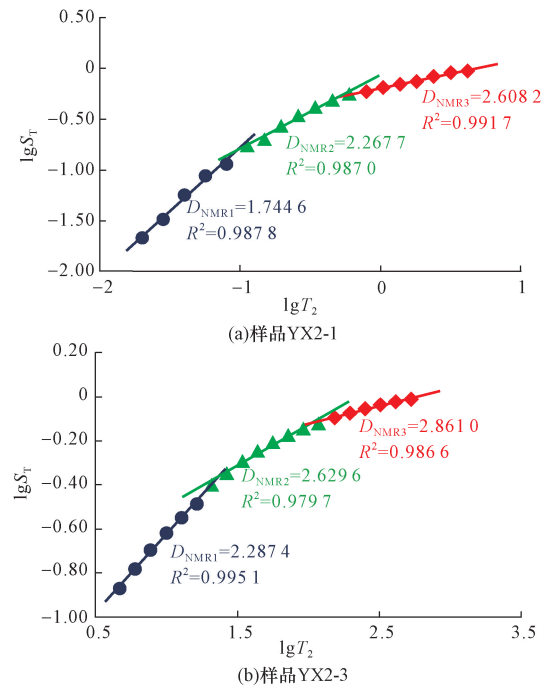 0.50
0
−0.50
−1.00
−1.50
−2.00
lgS_T
D_NMR3=2.608 2
R²=0.991 7
D_NMR2=2.267 7
R²=0.987 0
D_NMR1=1.744 6
R²=0.987 8
−2 −1 0 1
lgT₂
(a)样品YX2-1
0.20
0
−0.20
−0.40
−0.60
−0.80
−1.00
lgS_T
D_NMR3=2.861 0
R²=0.986 6
D_NMR2=2.629 6
R²=0.979 7
D_NMR1=2.287 4
R²=0.995 1
0.5 1.5 2.5 3.5
lgT₂
(b)样品YX2-3